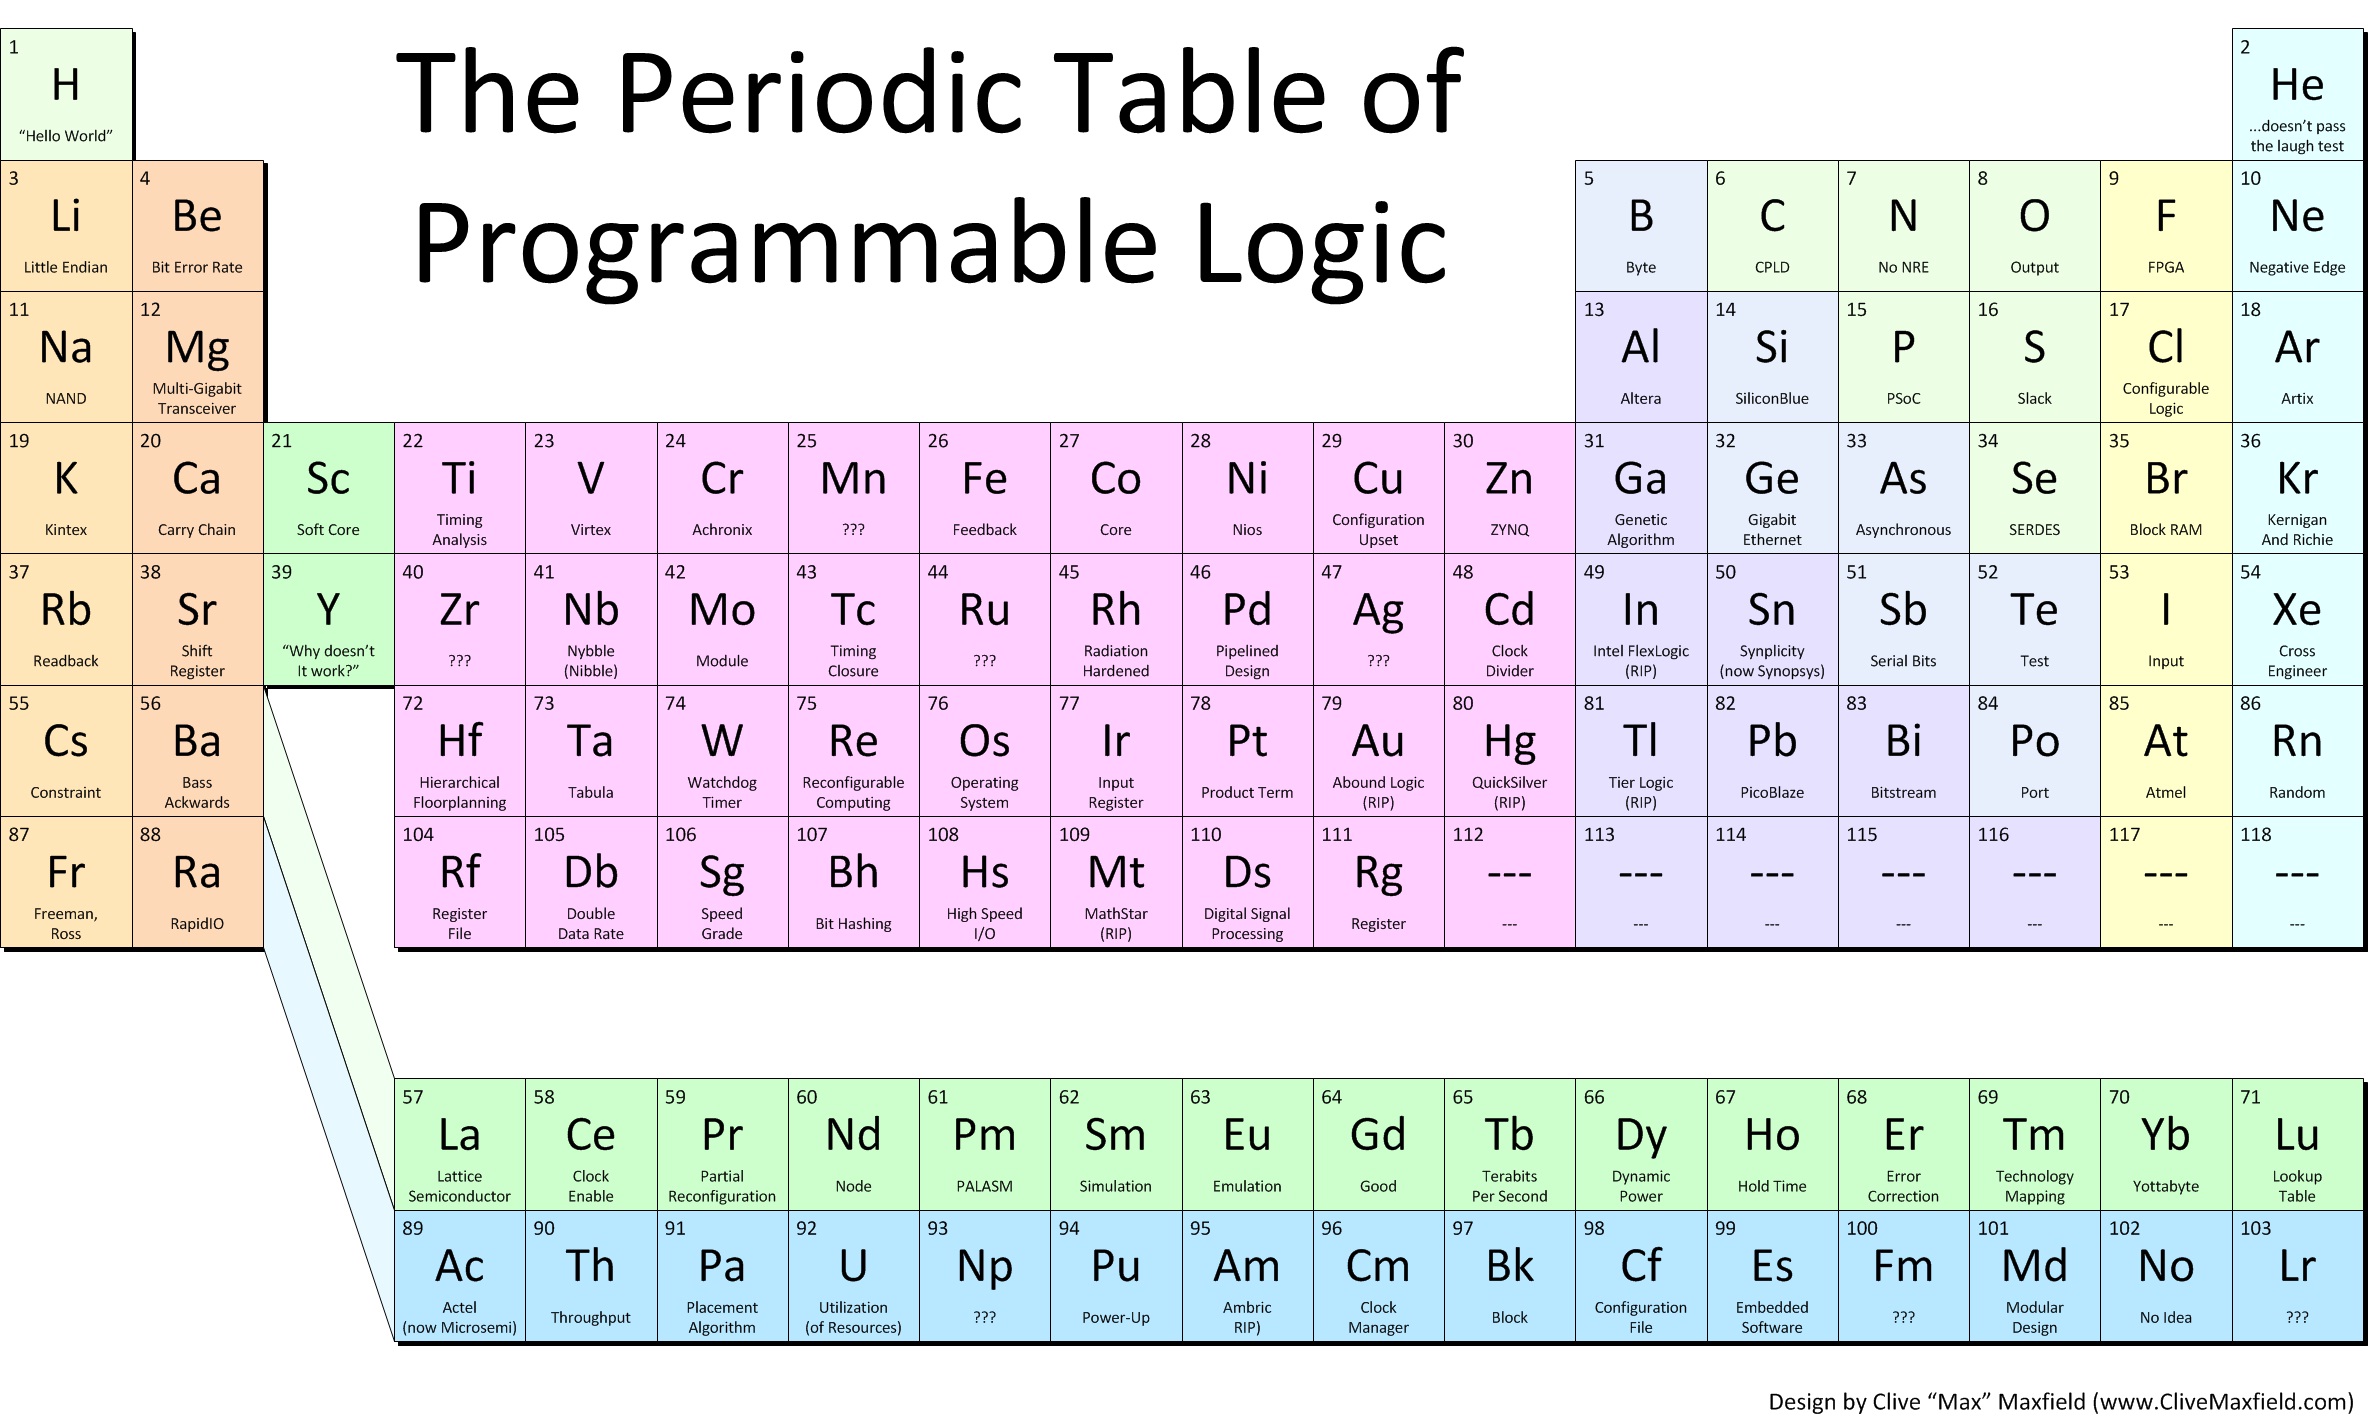 The Periodic Table of
Programmable Logic
1
H
“Hello World”
2
He
...doesn’t pass
the laugh test
3
Li
Little Endian
4
Be
Bit Error Rate
5
B
Byte
6
C
CPLD
7
N
No NRE
8
O
Output
9
F
FPGA
10
Ne
Negative Edge
11
Na
NAND
12
Mg
Multi-Gigabit
Transceiver
13
Al
Altera
14
Si
SiliconBlue
15
P
PSoC
16
S
Slack
17
Cl
Configurable
Logic
18
Ar
Artix
19
K
Kintex
20
Ca
Carry Chain
21
Sc
Soft Core
22
Ti
Timing
Analysis
23
V
Virtex
24
Cr
Achronix
25
Mn
???
26
Fe
Feedback
27
Co
Core
28
Ni
Nios
29
Cu
Configuration
Upset
30
Zn
ZYNQ
31
Ga
Genetic
Algorithm
32
Ge
Gigabit
Ethernet
33
As
Asynchronous
34
Se
SERDES
35
Br
Block RAM
36
Kr
Kernigan
And Richie
37
Rb
Readback
38
Sr
Shift
Register
39
Y
“Why doesn’t
It work?”
40
Zr
???
41
Nb
Nybble
(Nibble)
42
Mo
Module
43
Tc
Timing
Closure
44
Ru
???
45
Rh
Radiation
Hardened
46
Pd
Pipelined
Design
47
Ag
???
48
Cd
Clock
Divider
49
In
Intel FlexLogic
(RIP)
50
Sn
Synplicity
(now Synopsys)
51
Sb
Serial Bits
52
Te
Test
53
I
Input
54
Xe
Cross
Engineer
55
Cs
Constraint
56
Ba
Bass
Ackwards
72
Hf
Hierarchical
Floorplanning
73
Ta
Tabula
74
W
Watchdog
Timer
75
Re
Reconfigurable
Computing
76
Os
Operating
System
77
Ir
Input
Register
78
Pt
Product Term
79
Au
Abound Logic
(RIP)
80
Hg
QuickSilver
(RIP)
81
Tl
Tier Logic
(RIP)
82
Pb
PicoBlaze
83
Bi
Bitstream
84
Po
Port
85
At
Atmel
86
Rn
Random
87
Fr
Freeman,
Ross
88
Ra
RapidIO
104
Rf
Register
File
105
Db
Double
Data Rate
106
Sg
Speed
Grade
107
Bh
Bit Hashing
108
Hs
High Speed
I/O
109
Mt
MathStar
(RIP)
110
Ds
Digital Signal
Processing
111
Rg
Register
112
---
---
113
---
---
114
---
---
115
---
---
116
---
---
117
---
---
118
---
---
57
La
Lattice
Semiconductor
58
Ce
Clock
Enable
59
Pr
Partial
Reconfiguration
60
Nd
Node
61
Pm
PALASM
62
Sm
Simulation
63
Eu
Emulation
64
Gd
Good
65
Tb
Terabits
Per Second
66
Dy
Dynamic
Power
67
Ho
Hold Time
68
Er
Error
Correction
69
Tm
Technology
Mapping
70
Yb
Yottabyte
71
Lu
Lookup
Table
89
Ac
Actel
(now Microsemi)
90
Th
Throughput
91
Pa
Placement
Algorithm
92
U
Utilization
(of Resources)
93
Np
???
94
Pu
Power-Up
95
Am
Ambric
RIP)
96
Cm
Clock
Manager
97
Bk
Block
98
Cf
Configuration
File
99
Es
Embedded
Software
100
Fm
???
101
Md
Modular
Design
102
No
No Idea
103
Lr
???
Design by Clive “Max” Maxfield (www.CliveMaxfield.com)